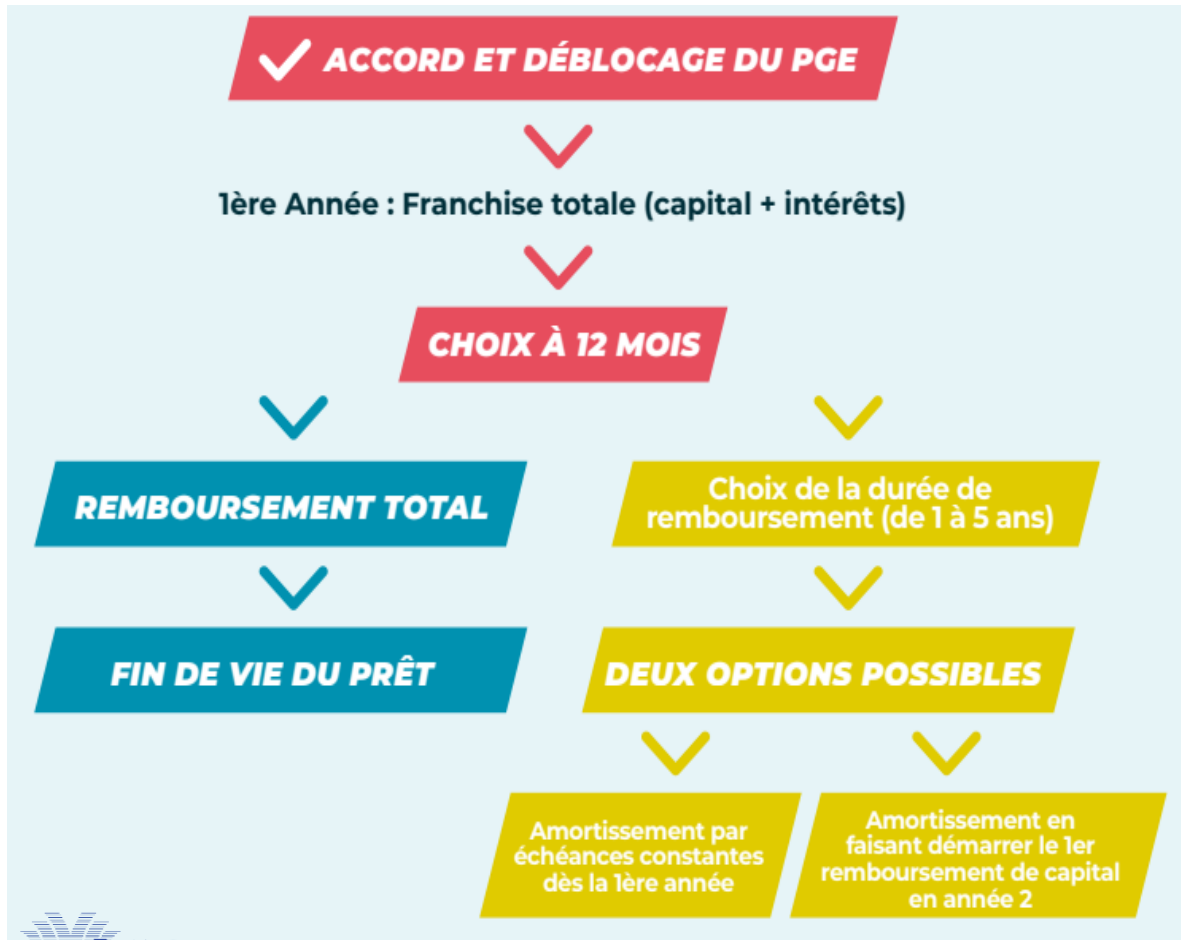 ACCORD ET DÉBLOCAGE DU PGE
1ère Année : Franchise totale (capital + intérêts)
CHOIX À 12 MOIS
REMBOURSEMENT TOTAL
Choix de la durée de
remboursement (de 1 à 5 ans)
FIN DE VIE DU PRÊT
DEUX OPTIONS POSSIBLES
Amortissement par
échéances constantes
dès la 1ère année
Amortissement en
faisant démarrer le 1er
remboursement de capital
en année 2